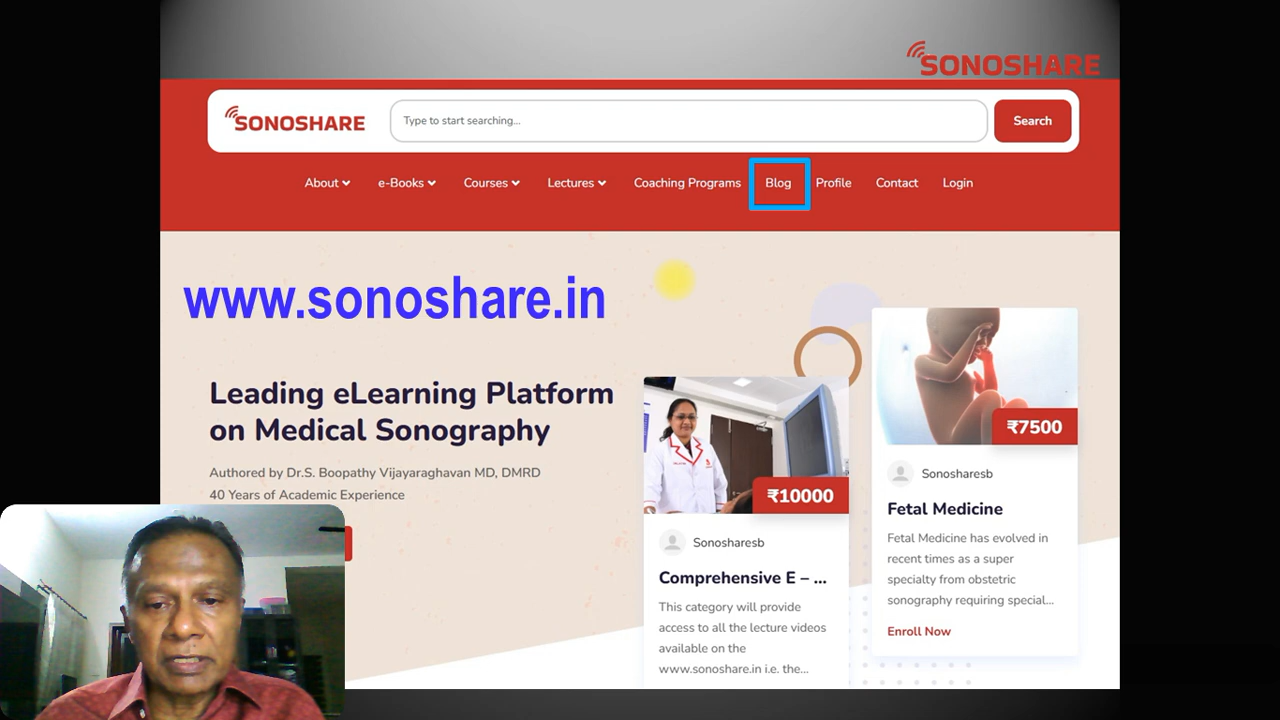 SONOSHARE
SONOSHARE
Type to start searching...
Search
About
e-Books
Courses
Lectures
Coaching Programs
Blog
Profile
Contact
Login
www.sonoshare.in
Leading eLearning Platform
on Medical Sonography
Authored by Dr.S. Boopathy Vijayaraghavan MD, DMRD
40 Years of Academic Experience
₹10000
Sonosharesb
Comprehensive E – ...
This category will provide
access to all the lecture videos
available on the
www.sonoshare.in i.e. the...
₹7500
Sonosharesb
Fetal Medicine
Fetal Medicine has evolved in
recent times as a super
specialty from obstetric
sonography requiring special...
Enroll Now